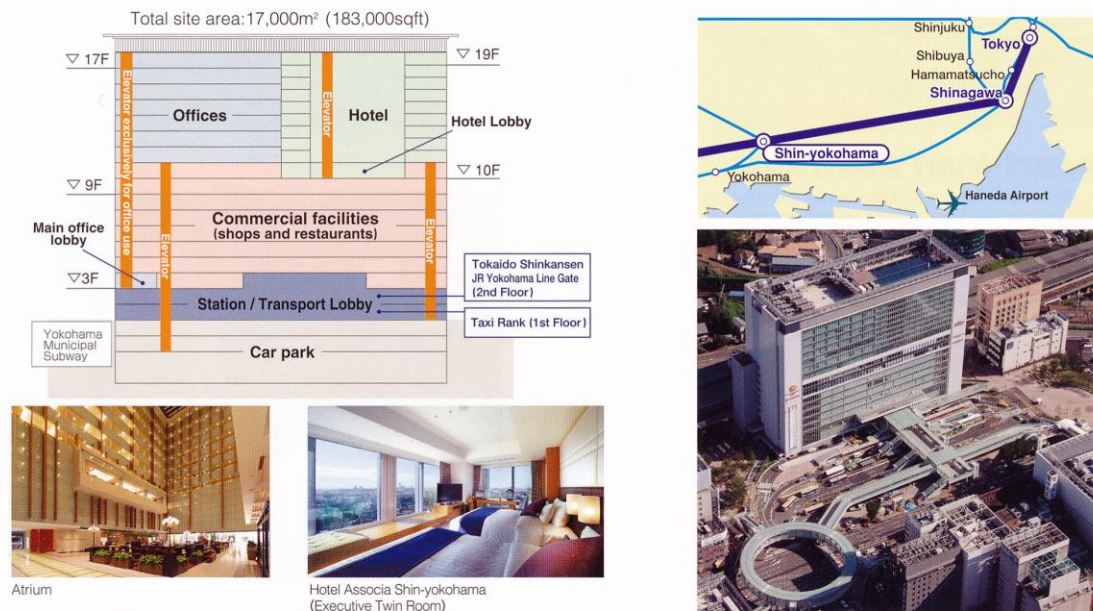 Total site area:17,000m² (183,000sqft)
▽ 17F
▽ 19F
Elevator exclusively for office use
Offices
Elevator
Hotel
Hotel Lobby
▽ 9F
▽ 10F
Main office
lobby
Elevator
Commercial facilities
(shops and restaurants)
Elevator
▽3F
Tokaido Shinkansen
JR Yokohama Line Gate
(2nd Floor)
Station / Transport Lobby
Taxi Rank (1st Floor)
Yokohama
Municipal
Subway
Car park
Atrium
Hotel Associa Shin-yokohama
(Executive Twin Room)
Shinjuku
Tokyo
Shibuya
Hamamatsucho
Shinagawa
Shin-yokohama
Yokohama
Haneda Airport